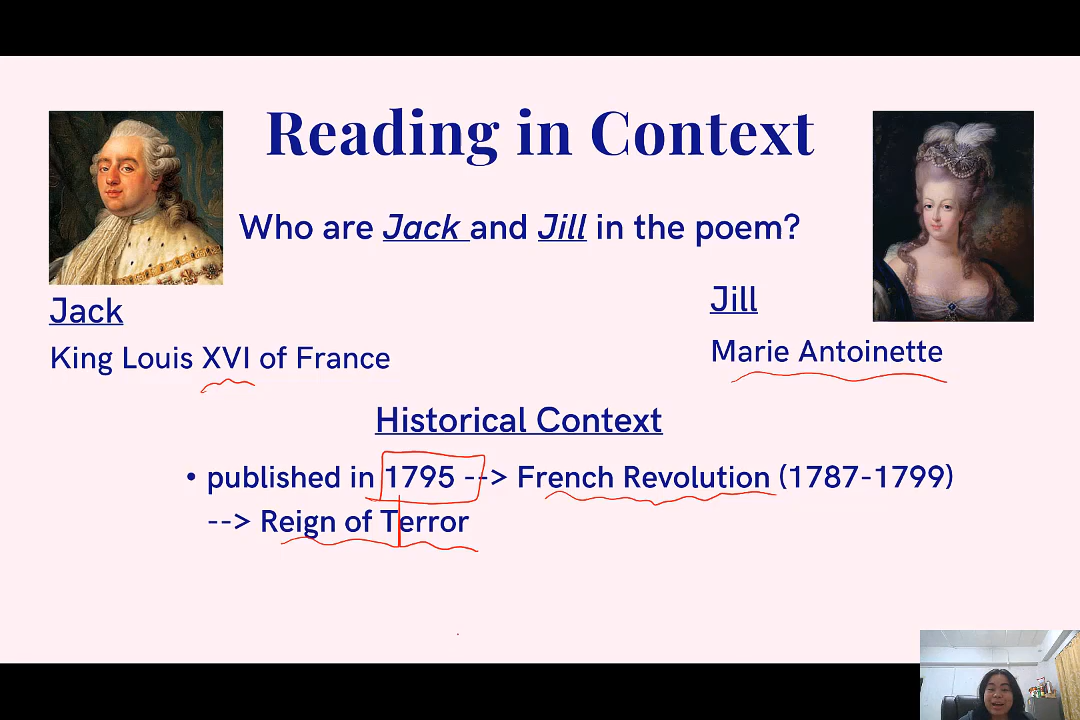 Reading in Context
Who are Jack and Jill in the poem?
Jack
King Louis XVI of France
Jill
Marie Antoinette
Historical Context
• published in 1795 --> French Revolution (1787-1799)
--> Reign of Terror